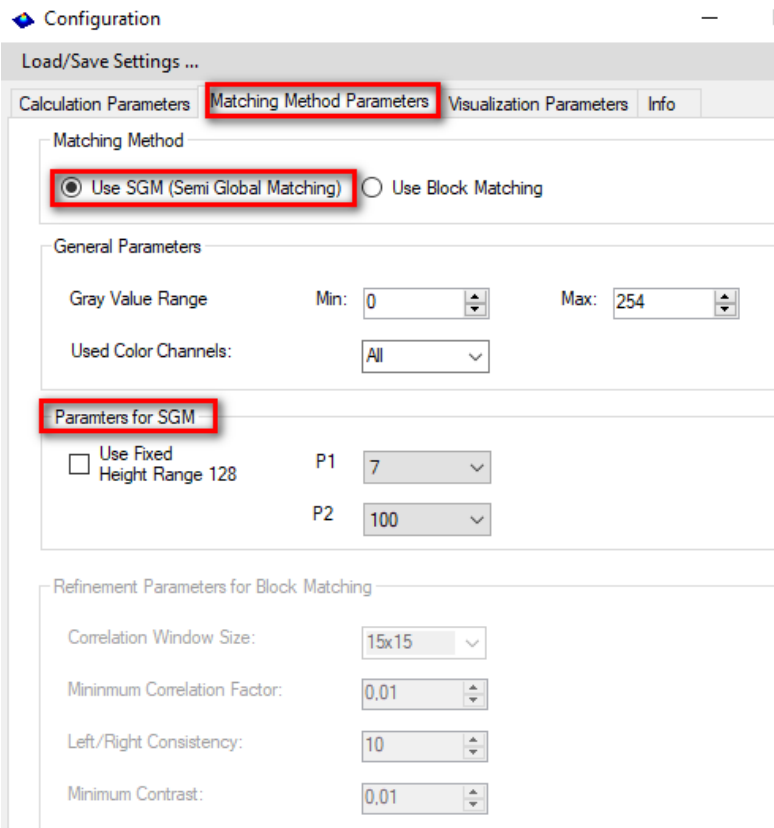 Configuration
Load/Save Settings ...
Calculation Parameters Matching Method Parameters Visualization Parameters Info
Matching Method
Use SGM (Semi Global Matching) Use Block Matching
General Parameters
Gray Value Range Min: 0 Max: 254
Used Color Channels: All
Paramters for SGM
Use Fixed
Height Range 128 P1 7
P2 100
Refinement Parameters for Block Matching
Correlation Window Size: 15x15
Mininmum Correlation Factor: 0,01
Left/Right Consistency: 10
Minimum Contrast: 0,01